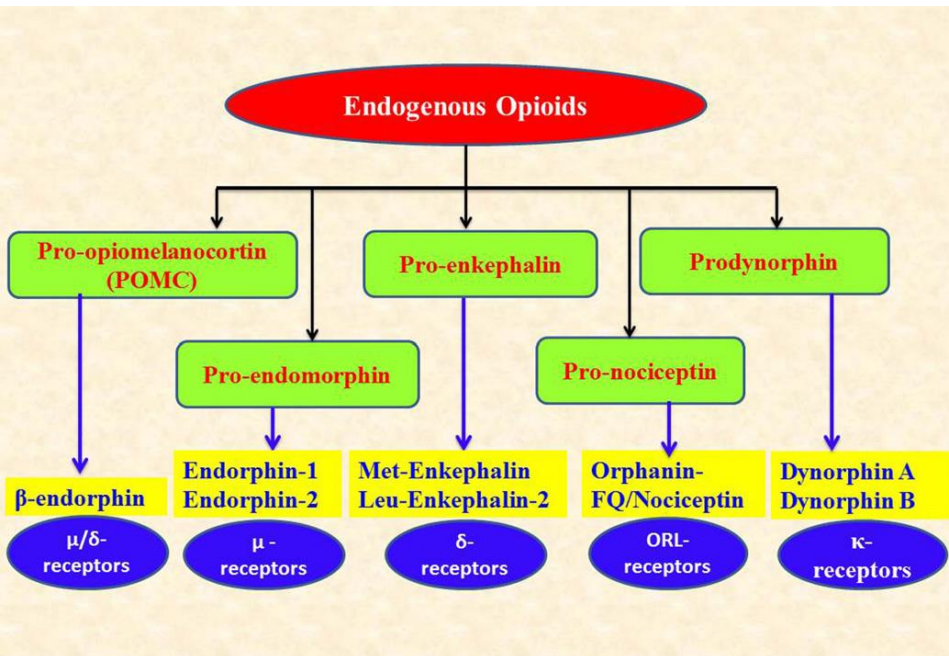 Endogenous Opioids
Pro-opiomelanocortin
(POMC)
Pro-enkephalin
Prodynorphin
Pro-endomorphin
Pro-nociceptin
β-endorphin
Endorphin-1
Endorphin-2
Met-Enkephalin
Leu-Enkephalin-2
Orphanin-
FQ/Nociceptin
Dynorphin A
Dynorphin B
μ/δ-
receptors
μ -
receptors
δ-
receptors
ORL-
receptors
κ-
receptors